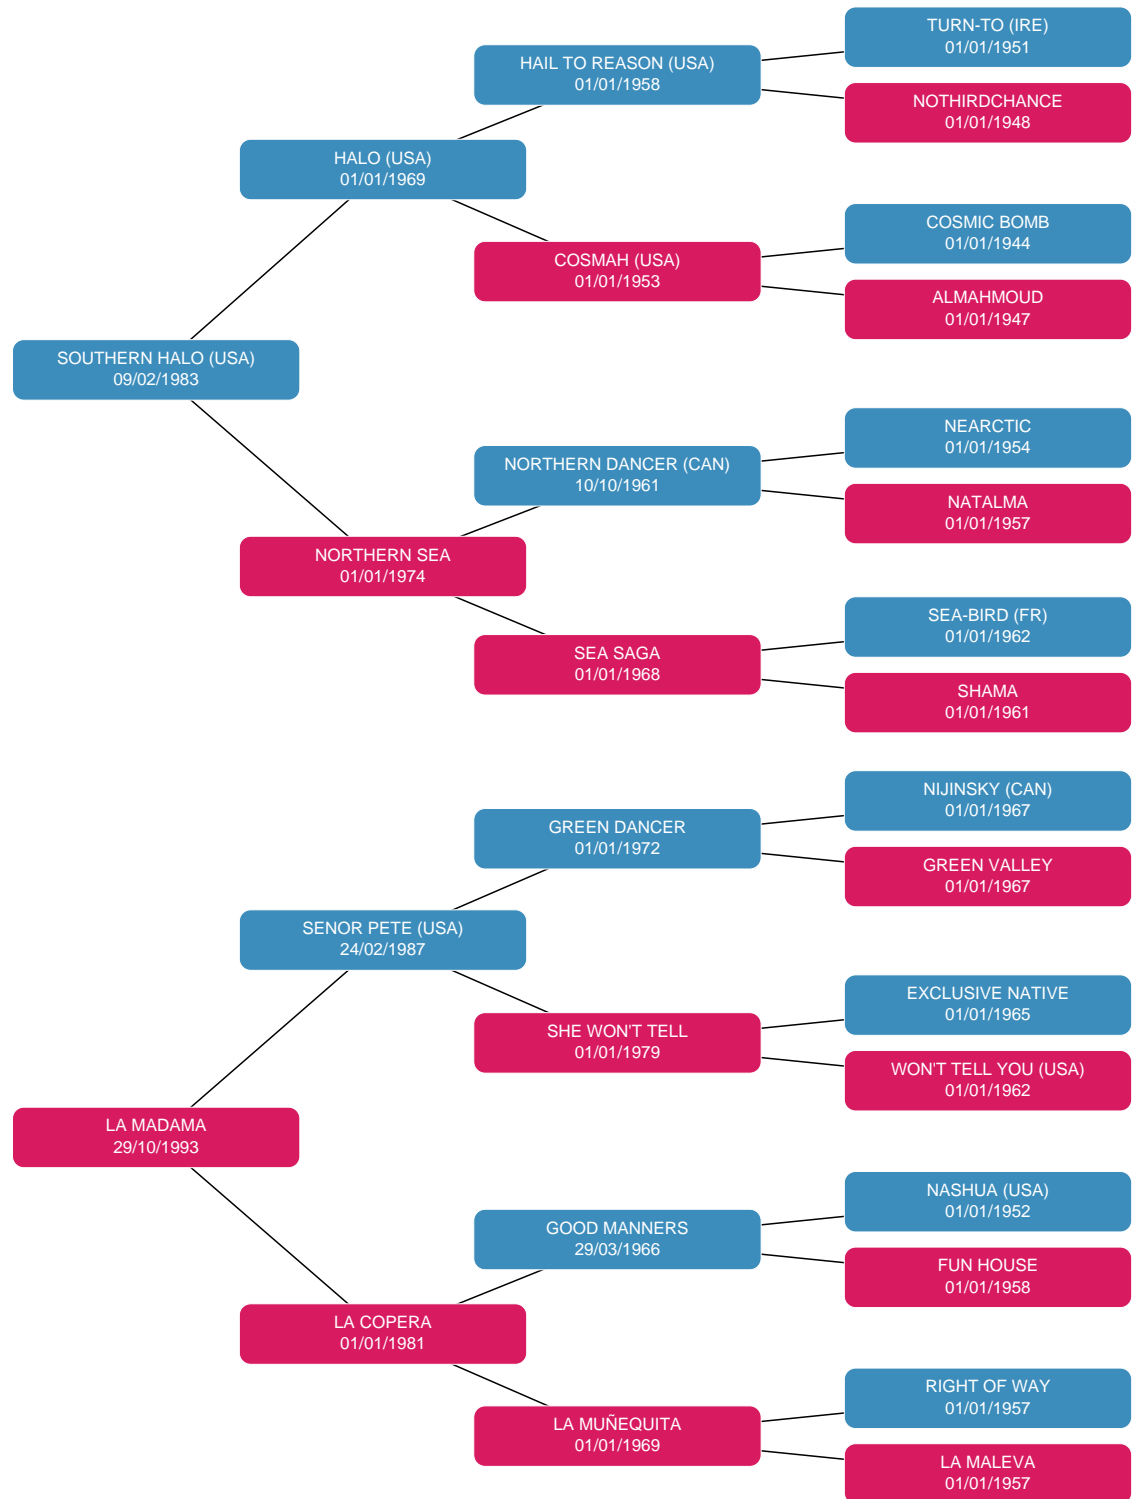 TURN-TO (IRE)
01/01/1951
HAIL TO REASON (USA)
01/01/1958
NOTHIRDCHANCE
01/01/1948
HALO (USA)
01/01/1969
COSMIC BOMB
01/01/1944
COSMAH (USA)
01/01/1953
ALMAHMOUD
01/01/1947
SOUTHERN HALO (USA)
09/02/1983
NEARCTIC
01/01/1954
NORTHERN DANCER (CAN)
10/10/1961
NATALMA
01/01/1957
NORTHERN SEA
01/01/1974
SEA-BIRD (FR)
01/01/1962
SEA SAGA
01/01/1968
SHAMA
01/01/1961
NIJINSKY (CAN)
01/01/1967
GREEN DANCER
01/01/1972
GREEN VALLEY
01/01/1967
SENOR PETE (USA)
24/02/1987
EXCLUSIVE NATIVE
01/01/1965
SHE WON'T TELL
01/01/1979
WON'T TELL YOU (USA)
01/01/1962
LA MADAMA
29/10/1993
NASHUA (USA)
01/01/1952
GOOD MANNERS
29/03/1966
FUN HOUSE
01/01/1958
LA COPERA
01/01/1981
RIGHT OF WAY
01/01/1957
LA MUÑEQUITA
01/01/1969
LA MALEVA
01/01/1957